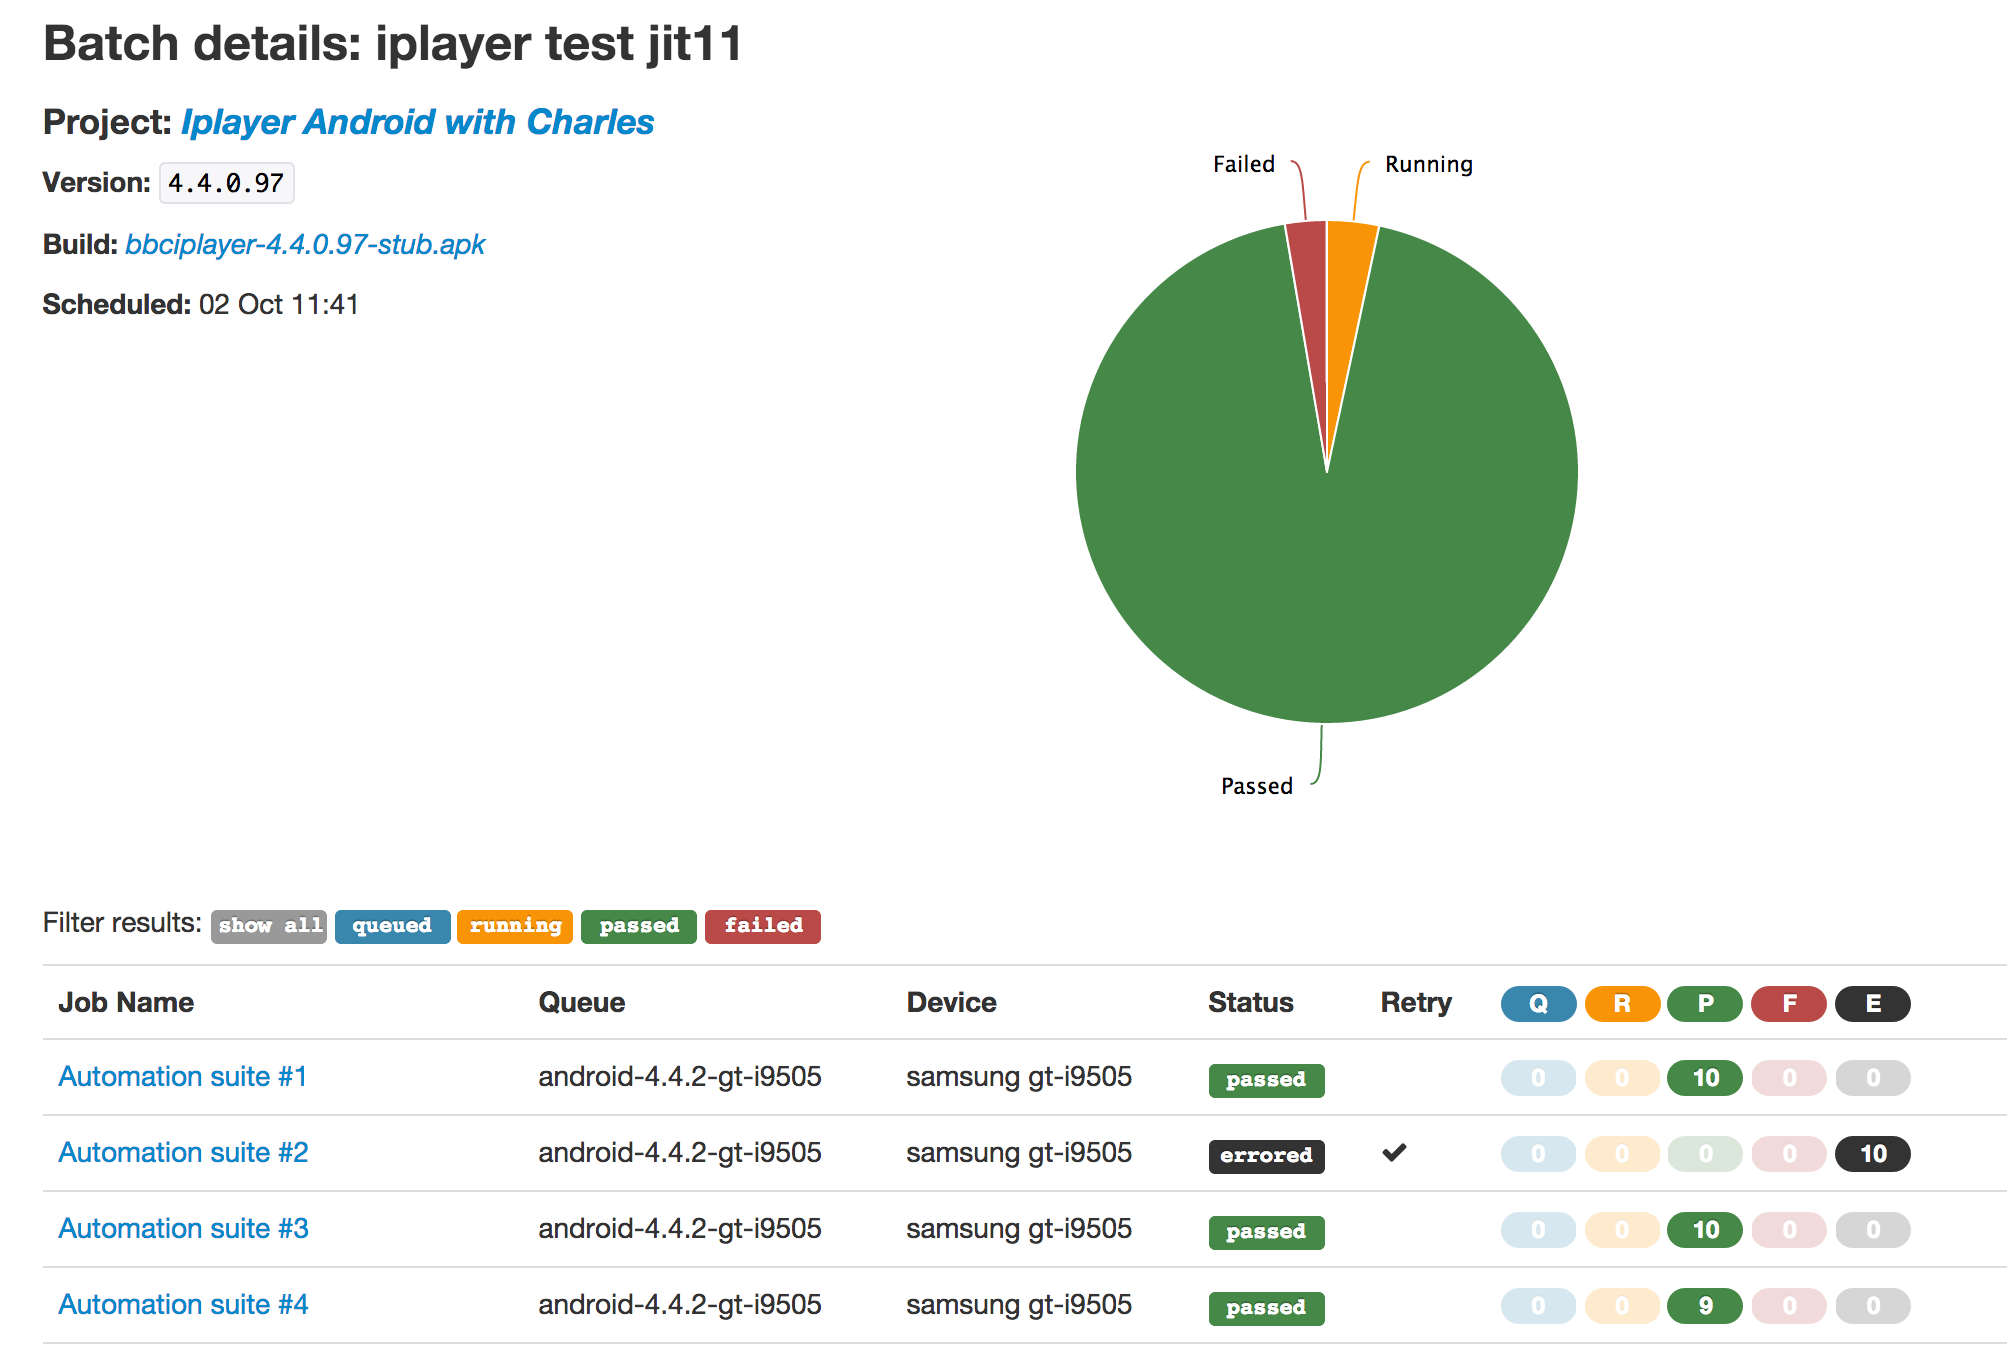 Batch details: iplayer test jit11
Project: Iplayer Android with Charles
Version: 4.4.0.97
Build: bbciplayer-4.4.0.97-stub.apk
Scheduled: 02 Oct 11:41
Failed Running
Passed
Filter results: show all queued running passed failed
Job Name Queue Device Status Retry Q R P F E
Automation suite #1 android-4.4.2-gt-i9505 samsung gt-i9505 passed 0 0 10 0 0
Automation suite #2 android-4.4.2-gt-i9505 samsung gt-i9505 errored 0 0 0 0 10
Automation suite #3 android-4.4.2-gt-i9505 samsung gt-i9505 passed 0 0 10 0 0
Automation suite #4 android-4.4.2-gt-i9505 samsung gt-i9505 passed 0 0 9 0 0